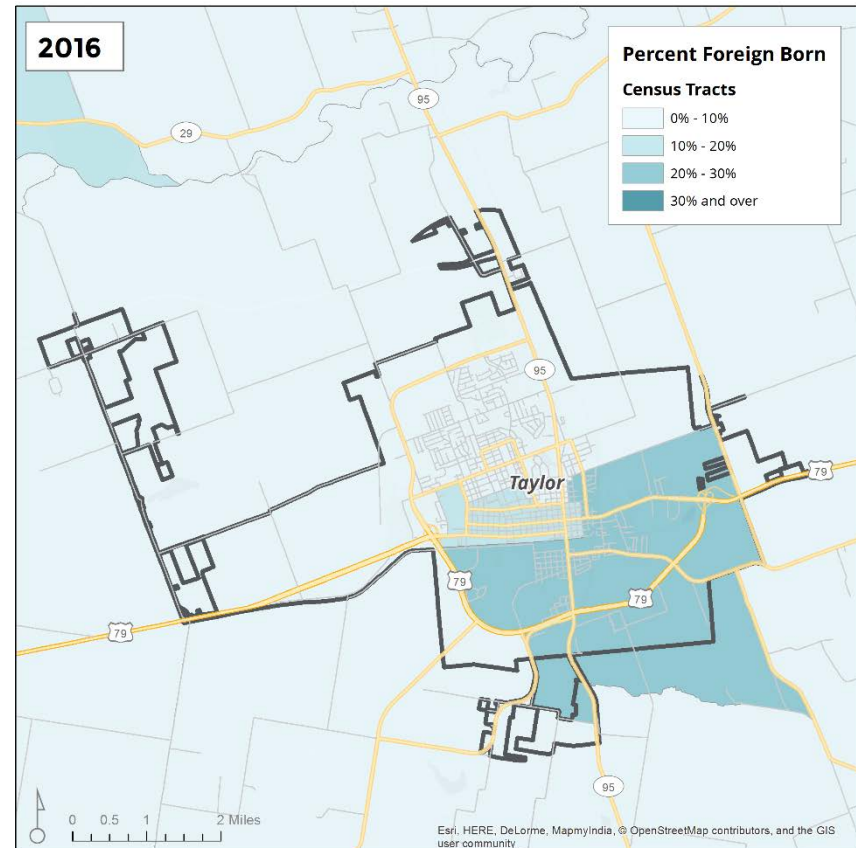 2016
Percent Foreign Born
Census Tracts
0% - 10%
10% - 20%
20% - 30%
30% and over
95
29
95
Taylor
79
79
79
79
95
0 0.5 1 2 Miles
Esri, HERE, DeLorme, MapmyIndia, © OpenStreetMap contributors, and the GIS
user community